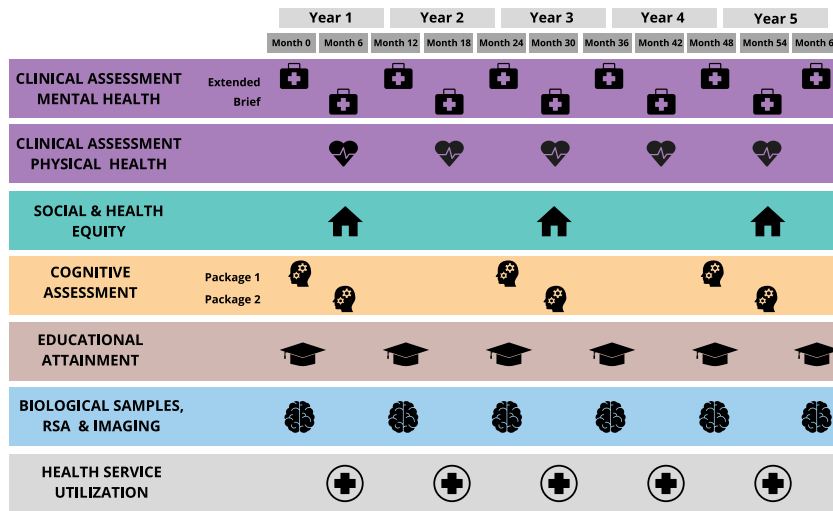 Year 1 Year 2 Year 3 Year 4 Year 5
Month 0 Month 6 Month 12 Month 18 Month 24 Month 30 Month 36 Month 42 Month 48 Month 54 Month 6
CLINICAL ASSESSMENT
MENTAL HEALTH
Extended
Brief
CLINICAL ASSESSMENT
PHYSICAL HEALTH
SOCIAL & HEALTH
EQUITY
COGNITIVE
ASSESSMENT
Package 1
Package 2
EDUCATIONAL
ATTAINMENT
BIOLOGICAL SAMPLES,
RSA & IMAGING
HEALTH SERVICE
UTILIZATION